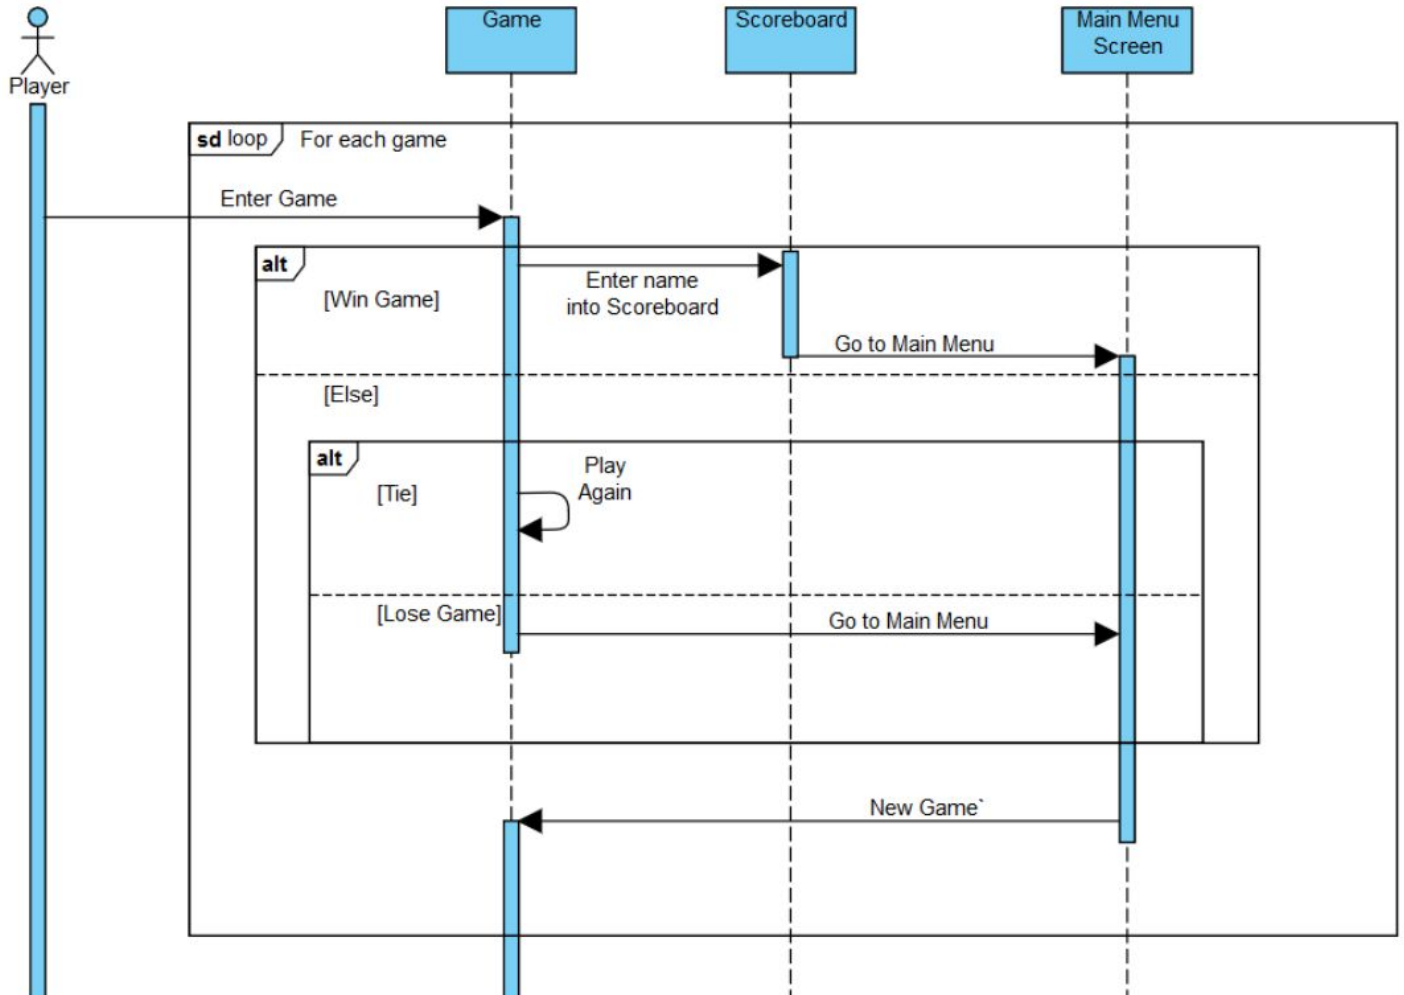 Player
Game
Scoreboard
Main Menu
Screen
sd loop
For each game
Enter Game
alt
[Win Game]
Enter name
into Scoreboard
Go to Main Menu
[Else]
alt
[Tie]
Play
Again
[Lose Game]
Go to Main Menu
New Game`